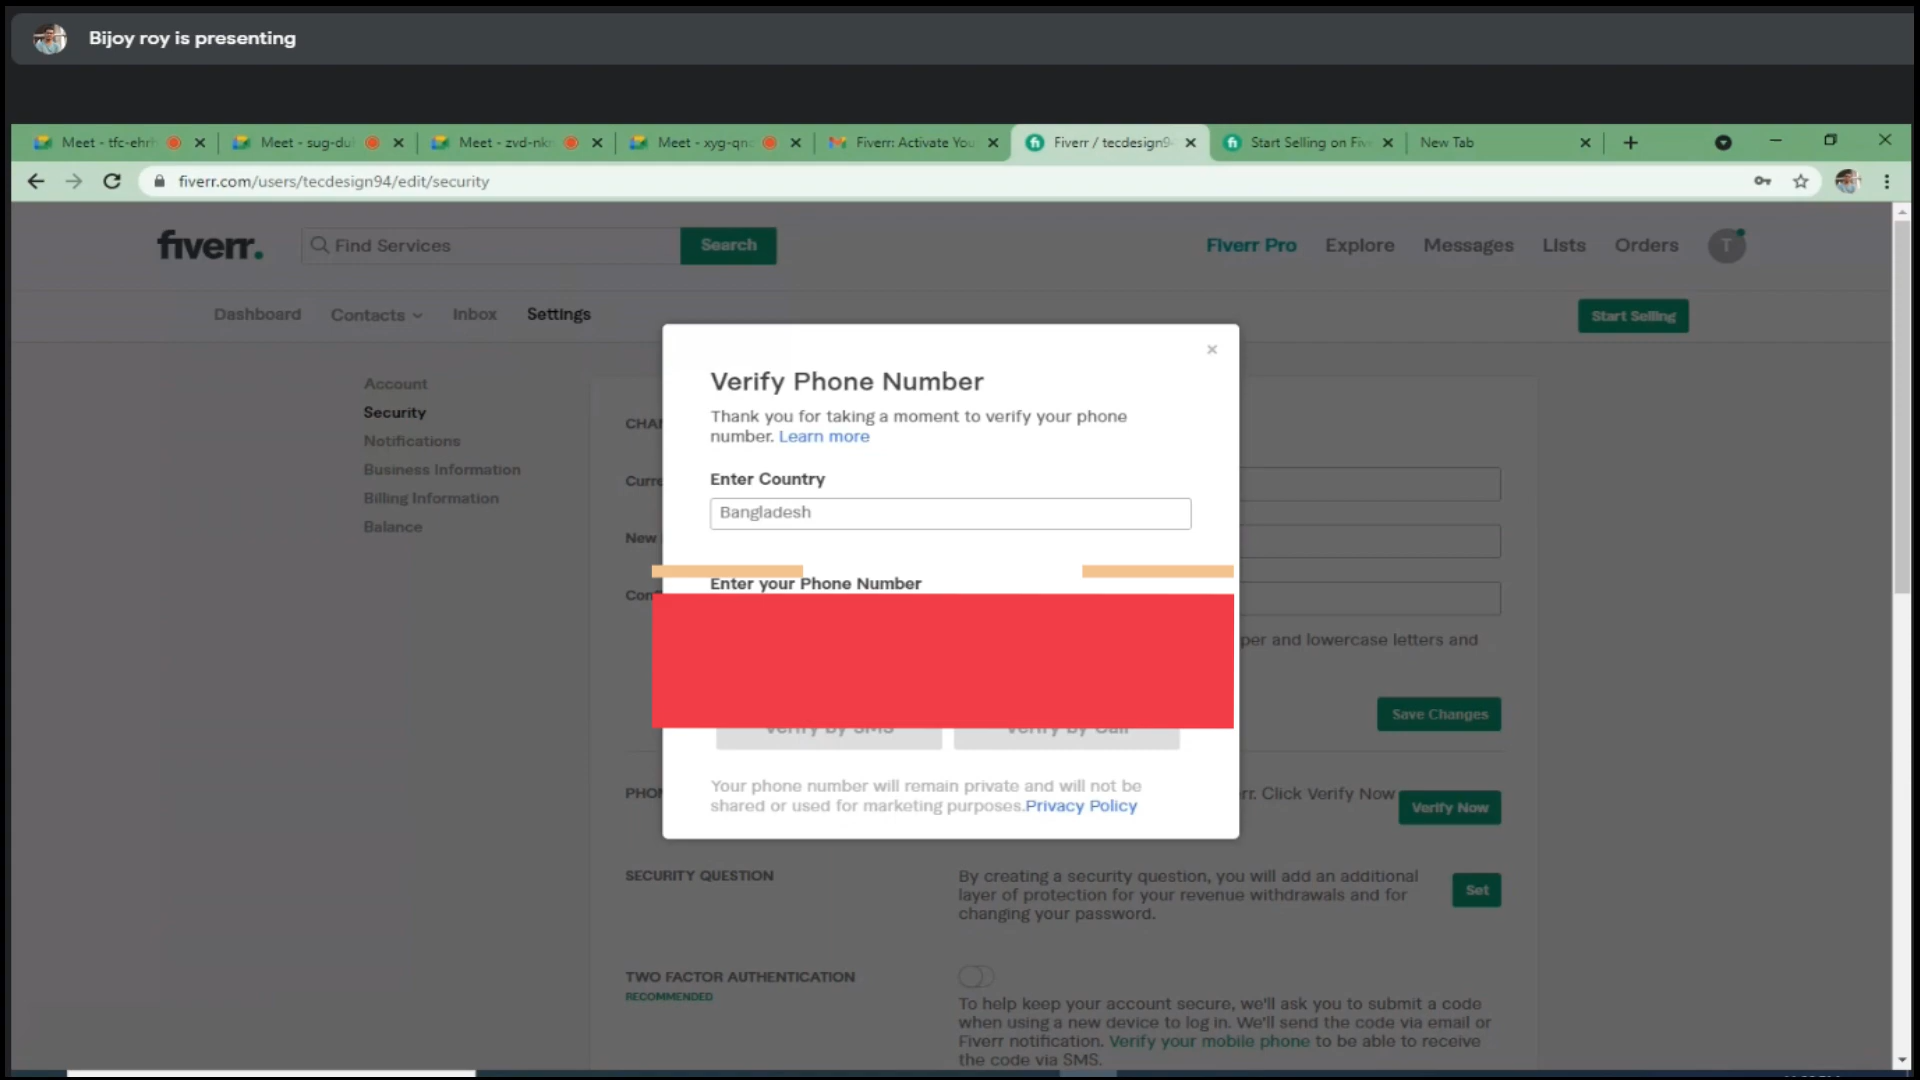 Bijoy roy is presenting
Meet - tfc-ehrh
Meet - sug-du
Meet - zvd-nk
Meet - xyg-qn
Fiverr: Activate You
Fiverr / tecdesign9
Start Selling on Fiv
New Tab
fiverr.com/users/tecdesign94/edit/security
fiverr.
Find Services
Search
Fiverr Pro
Explore
Messages
Lists
Orders
T
Dashboard
Contacts
Inbox
Settings
Start Selling
Account
Security
Notifications
Business Information
Billing Information
Balance
CHA
Curre
New
Con
Verify Phone Number
Thank you for taking a moment to verify your phone
number. Learn more
Enter Country
Bangladesh
Enter your Phone Number
Verify by SMS
Verify by Call
Your phone number will remain private and will not be
shared or used for marketing purposes.Privacy Policy
per and lowercase letters and
Save Changes
PHO
rr. Click Verify Now
Verify Now
SECURITY QUESTION
By creating a security question, you will add an additional
layer of protection for your revenue withdrawals and for
changing your password.
Set
TWO FACTOR AUTHENTICATION
RECOMMENDED
To help keep your account secure, we'll ask you to submit a code
when using a new device to log in. We'll send the code via email or
Fiverr notification. Verify your mobile phone to be able to receive
the code via SMS.